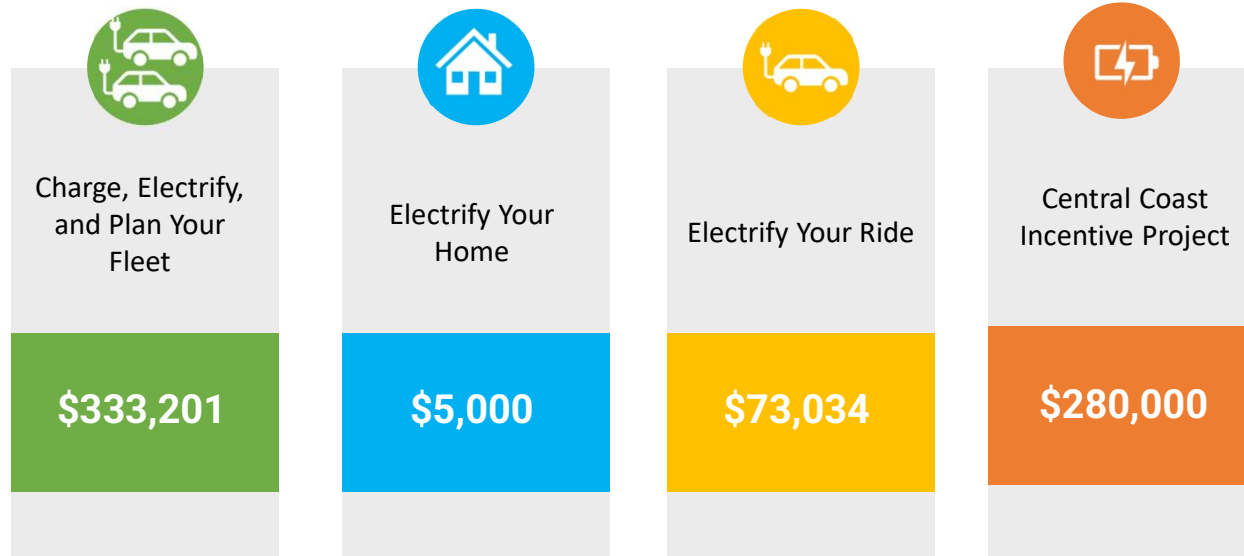 Charge, Electrify,
and Plan Your
Fleet
$333,201
Electrify Your
Home
$5,000
Electrify Your Ride
$73,034
Central Coast
Incentive Project
$280,000